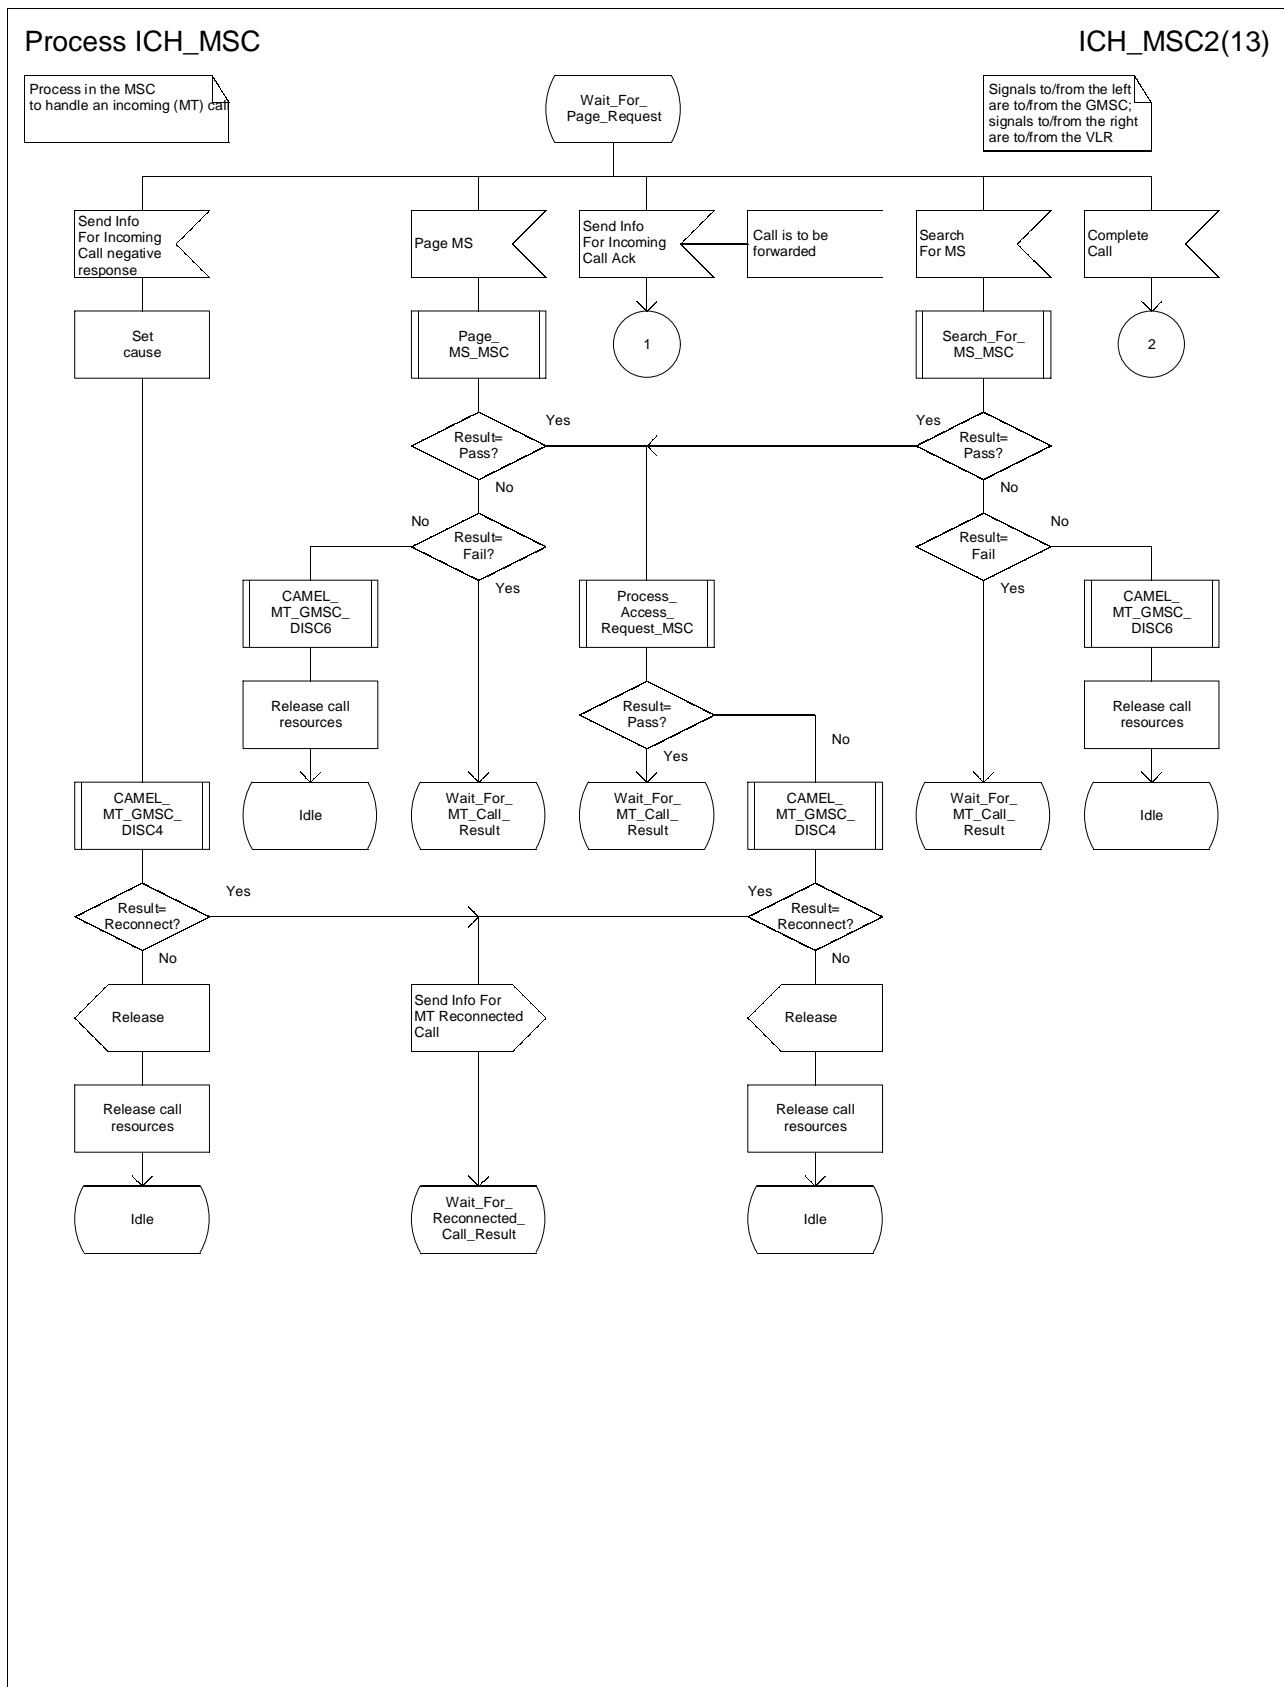 Process ICH_MSC
ICH_MSC2(13)
Process in the MSC
to handle an incoming (MT) call
Wait_For_
Page_Request
Signals to/from the left
are to/from the GMSC;
signals to/from the right
are to/from the VLR
Send Info
For Incoming
Call negative
response
Page MS
Send Info
For Incoming
Call Ack
Call is to be
forwarded
Search
For MS
Complete
Call
Set
cause
Page_
MS_MSC
1
Search_For_
MS_MSC
2
Yes
Yes
Result=
Pass?
Result=
Pass?
No
No
No
No
Result=
Fail?
Result=
Fail
Yes
Yes
CAMEL_
MT_GMSC_
DISC6
Process_
Access_
Request_MSC
CAMEL_
MT_GMSC_
DISC6
Release call
resources
Result=
Pass?
Release call
resources
No
Yes
CAMEL_
MT_GMSC_
DISC4
Idle
Wait_For_
MT_Call_
Result
Wait_For_
MT_Call_
Result
CAMEL_
MT_GMSC_
DISC4
Wait_For_
MT_Call_
Result
Idle
Yes
Yes
Result=
Reconnect?
Result=
Reconnect?
No
No
Release
Send Info For
MT Reconnected
Call
Release
Release call
resources
Release call
resources
Idle
Wait_For_
Reconnected_
Call_Result
Idle